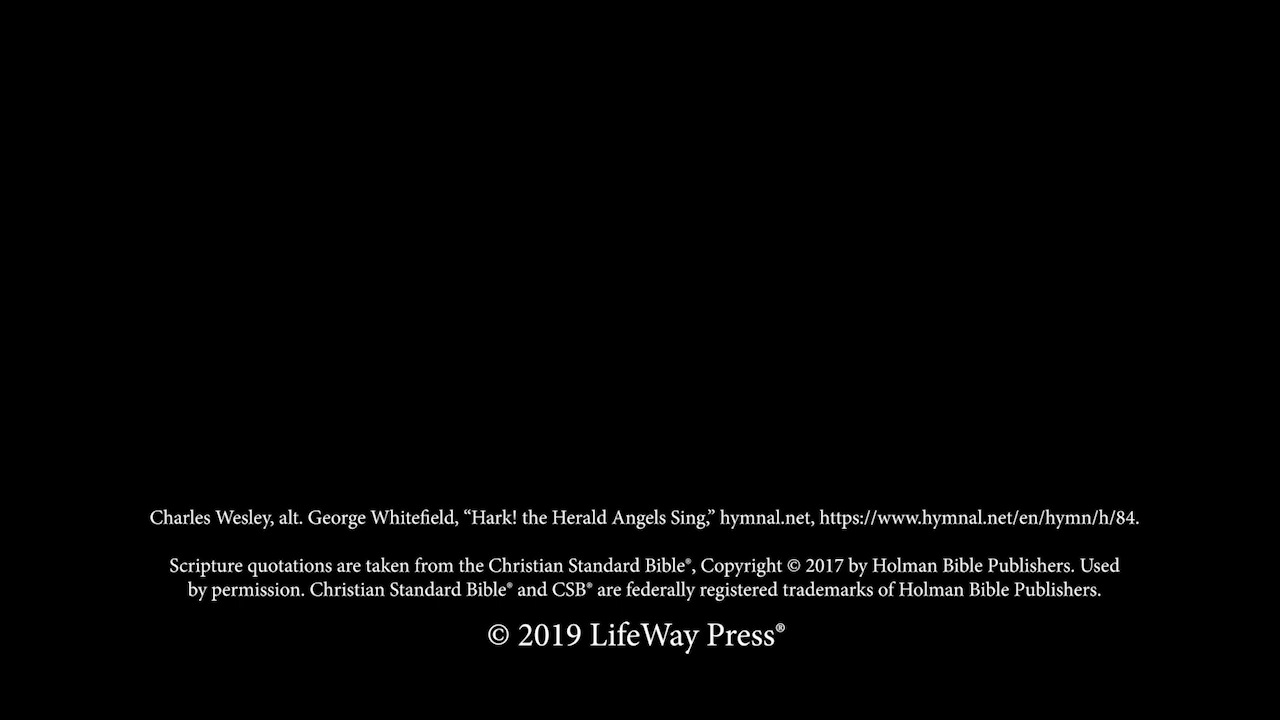 Charles Wesley, alt. George Whitefield, “Hark! the Herald Angels Sing,” hymnal.net, https://www.hymnal.net/en/hymn/h/84.
Scripture quotations are taken from the Christian Standard Bible®, Copyright © 2017 by Holman Bible Publishers. Used
by permission. Christian Standard Bible® and CSB® are federally registered trademarks of Holman Bible Publishers.
© 2019 LifeWay Press®